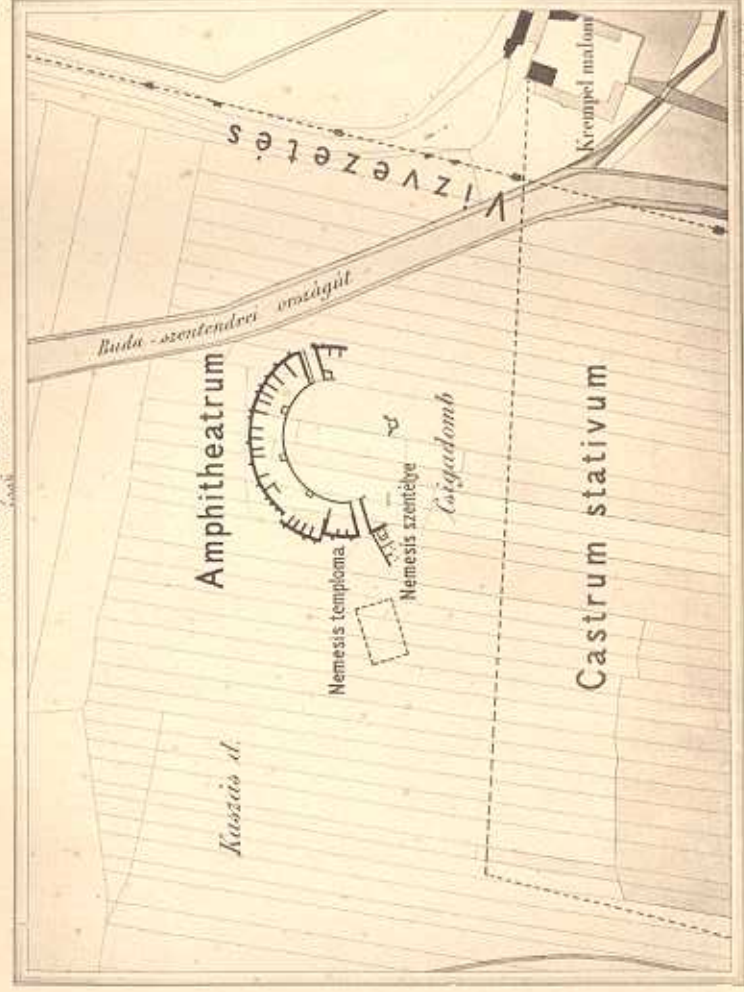 Krempel malom
Vízvezetés
Buda-szentendrei országút
Amphitheatrum
Csigadomb
Nemesis szentélye
Nemesis temploma
Castrum stativum
Kaszás d.